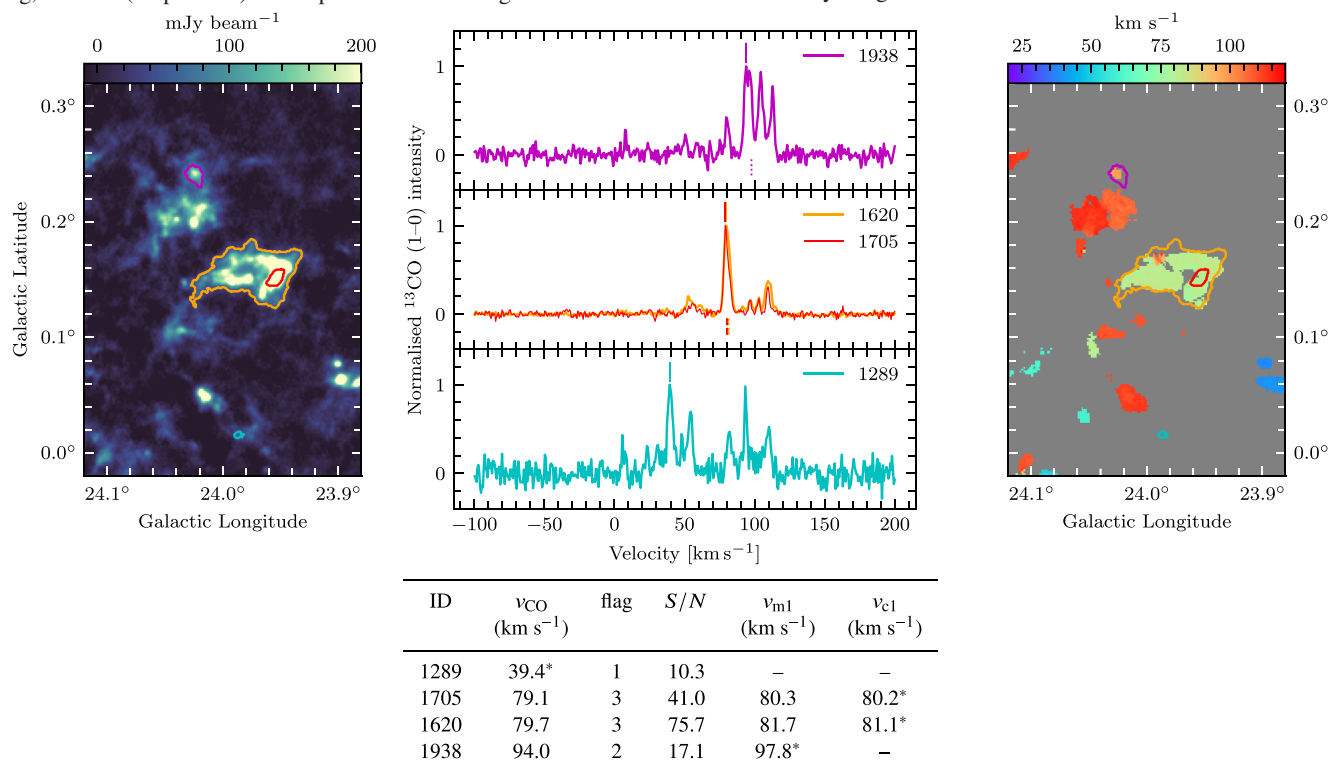 mJy beam⁻¹
0 100 200
0.3°
0.2°
0.1°
0.0°
24.1° 24.0° 23.9°
Galactic Latitude
Galactic Longitude
1938
1620
1705
1289
1
0
1
0
1
0
Normalised ¹³CO (1–0) intensity
−100 −50 0 50 100 150 200
Velocity [km s⁻¹]
km s⁻¹
25 50 75 100
0.3°
0.2°
0.1°
0.0°
24.1° 24.0° 23.9°
Galactic Longitude
ID v_CO flag S/N v_m1 v_c1
(km s⁻¹) (km s⁻¹) (km s⁻¹)
1289 39.4* 1 10.3 – –
1705 79.1 3 41.0 80.3 80.2*
1620 79.7 3 75.7 81.7 81.1*
1938 94.0 2 17.1 97.8* –